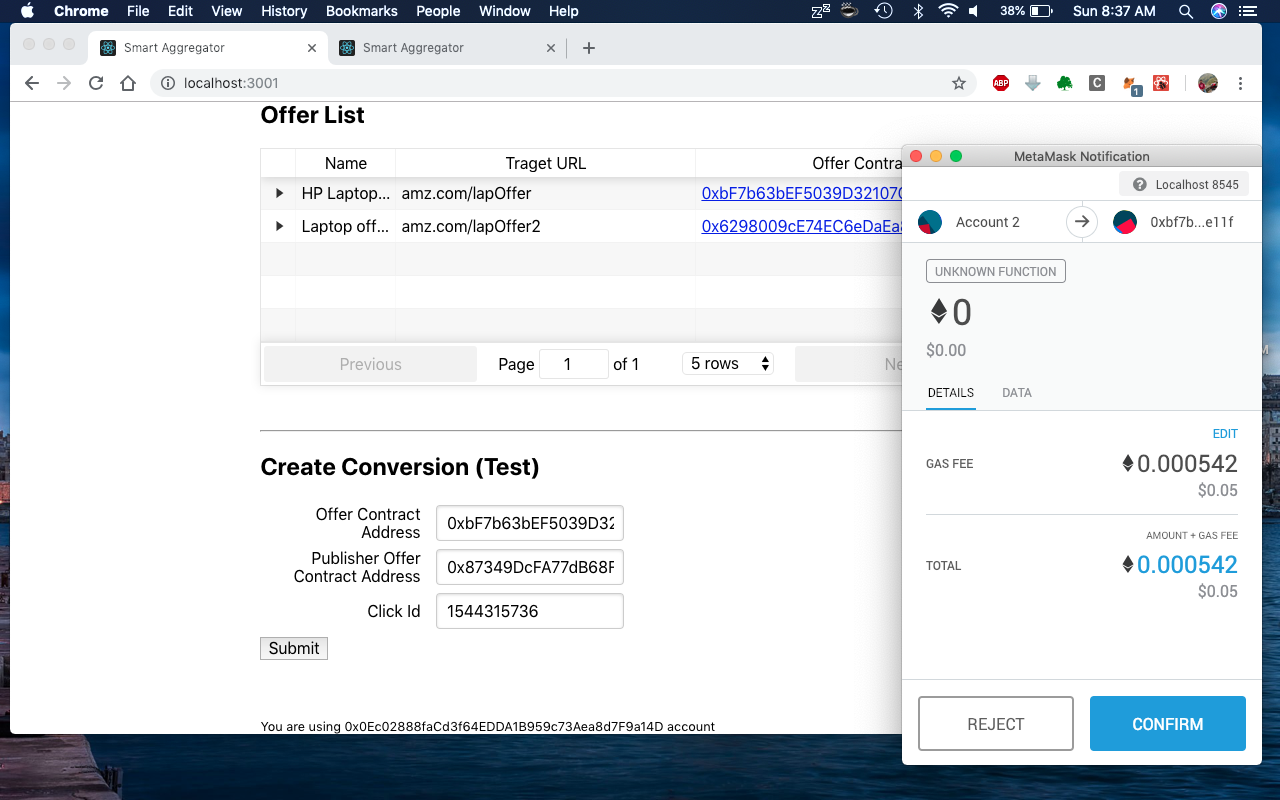 Chrome File Edit View History Bookmarks People Window Help 38% Sun 8:37 AM
Smart Aggregator Smart Aggregator
localhost:3001
ABP C 1
Offer List
Name Traget URL Offer Contra
HP Laptop... amz.com/lapOffer 0xbF7b63bEF5039D32107
Laptop off... amz.com/lapOffer2 0x6298009cE74EC6eDaEa
Previous Page 1 of 1 5 rows Ne
Create Conversion (Test)
Offer Contract
Address
0xbF7b63bEF5039D32
Publisher Offer
Contract Address
0x87349DcFA77dB68F
Click Id 1544315736
Submit
You are using 0x0Ec02888faCd3f64EDDA1B959c73Aea8d7F9a14D account
MetaMask Notification
Localhost 8545
Account 2 0xbf7b...e11f
UNKNOWN FUNCTION
0
$0.00
DETAILS DATA
EDIT
GAS FEE 0.000542
$0.05
AMOUNT + GAS FEE
TOTAL 0.000542
$0.05
REJECT CONFIRM